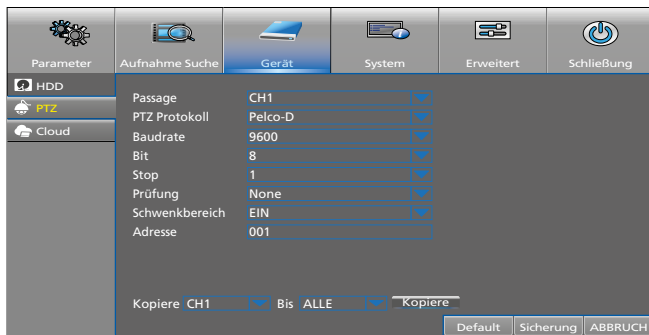 Parameter Aufnahme Suche Gerät System Erweitert Schließung
HDD
PTZ
Cloud
Passage CH1
PTZ Protokoll Pelco-D
Baudrate 9600
Bit 8
Stop 1
Prüfung None
Schwenkbereich EIN
Adresse 001
Kopiere CH1 Bis ALLE Kopiere
Default Sicherung ABBRUCH